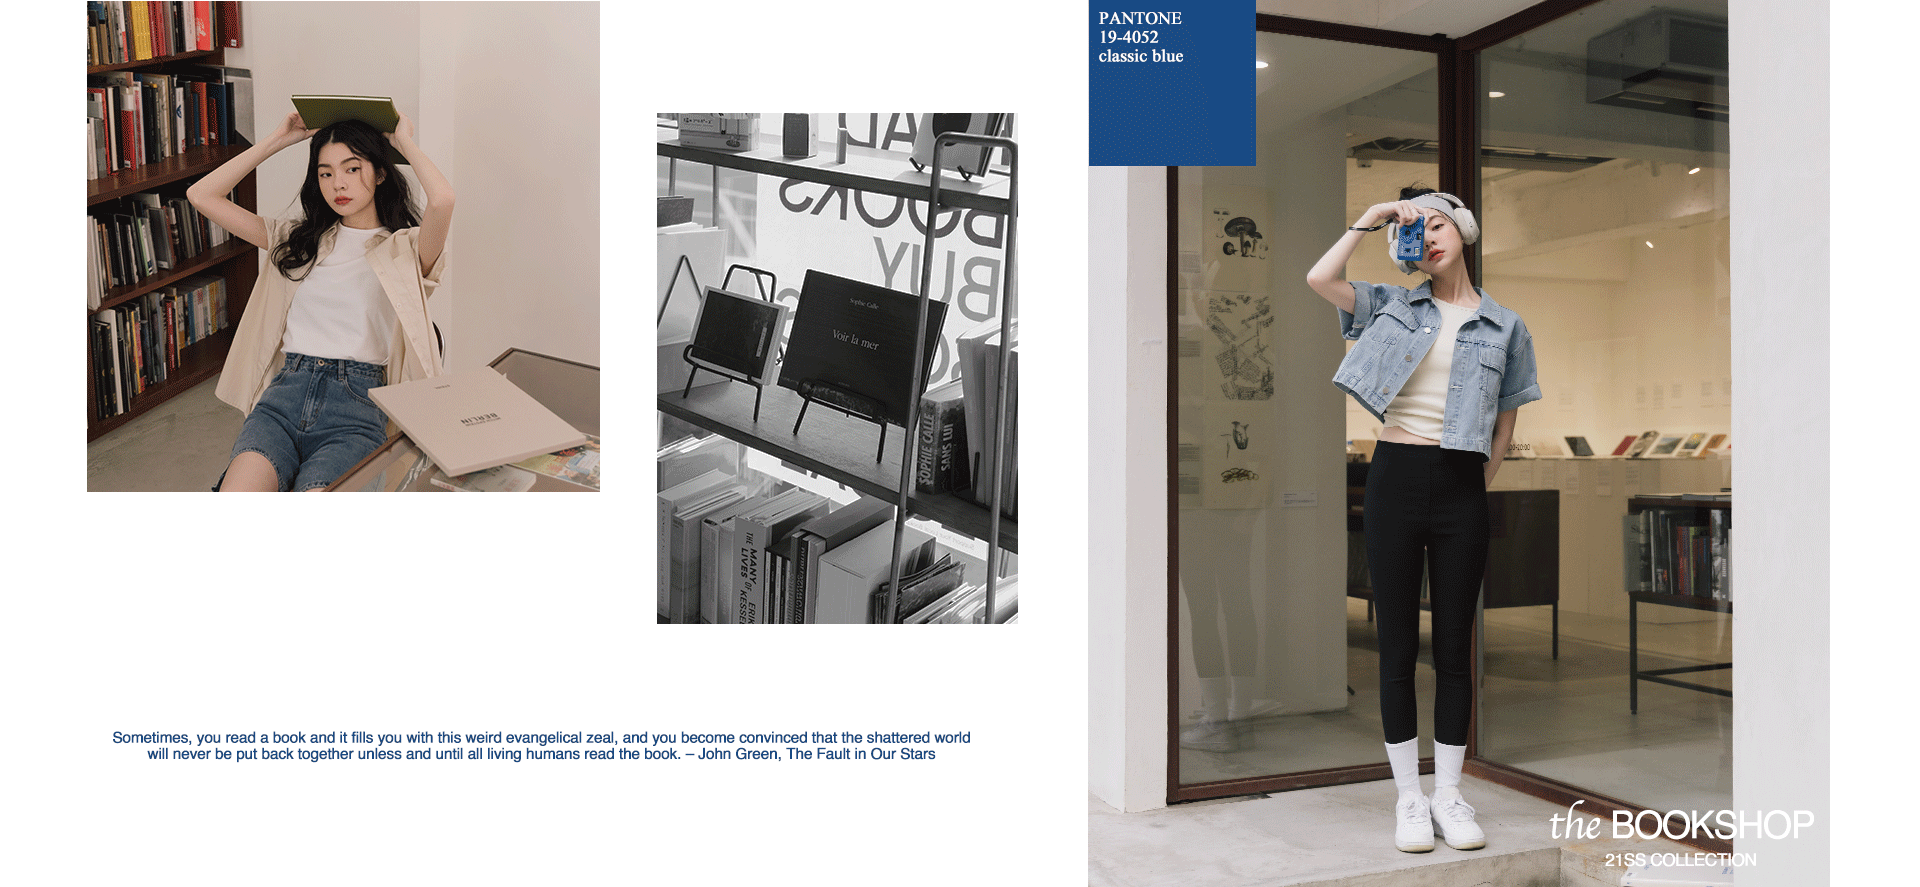 PANTONE
19-4052
classic blue
BERLIN
BOOKS
BUY
Sophie Calle
Voir la mer
SOPHIE CALLE
SANS LUI
THE MANY LIVES OF ERIK KESSELS
Sometimes, you read a book and it fills you with this weird evangelical zeal, and you become convinced that the shattered world
will never be put back together unless and until all living humans read the book. – John Green, The Fault in Our Stars
the BOOKSHOP
21SS COLLECTION